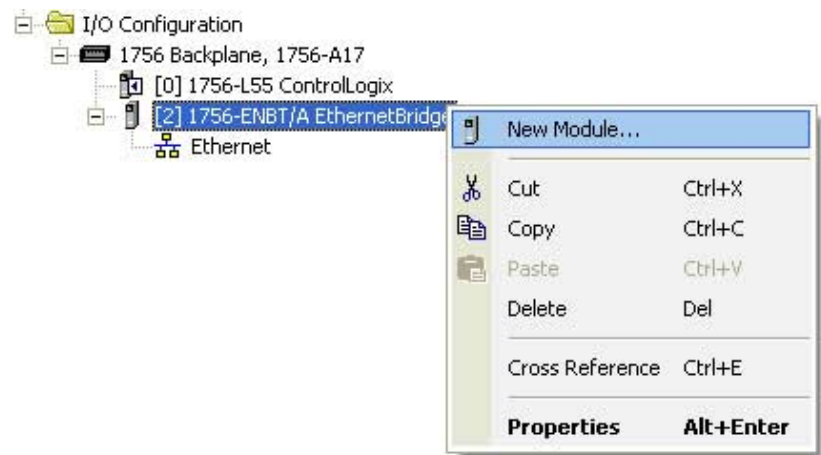 I/O Configuration
1756 Backplane, 1756-A17
[0] 1756-L55 ControlLogix
[2] 1756-ENBT/A EthernetBridge
Ethernet
New Module...
Cut Ctrl+X
Copy Ctrl+C
Paste Ctrl+V
Delete Del
Cross Reference Ctrl+E
Properties Alt+Enter